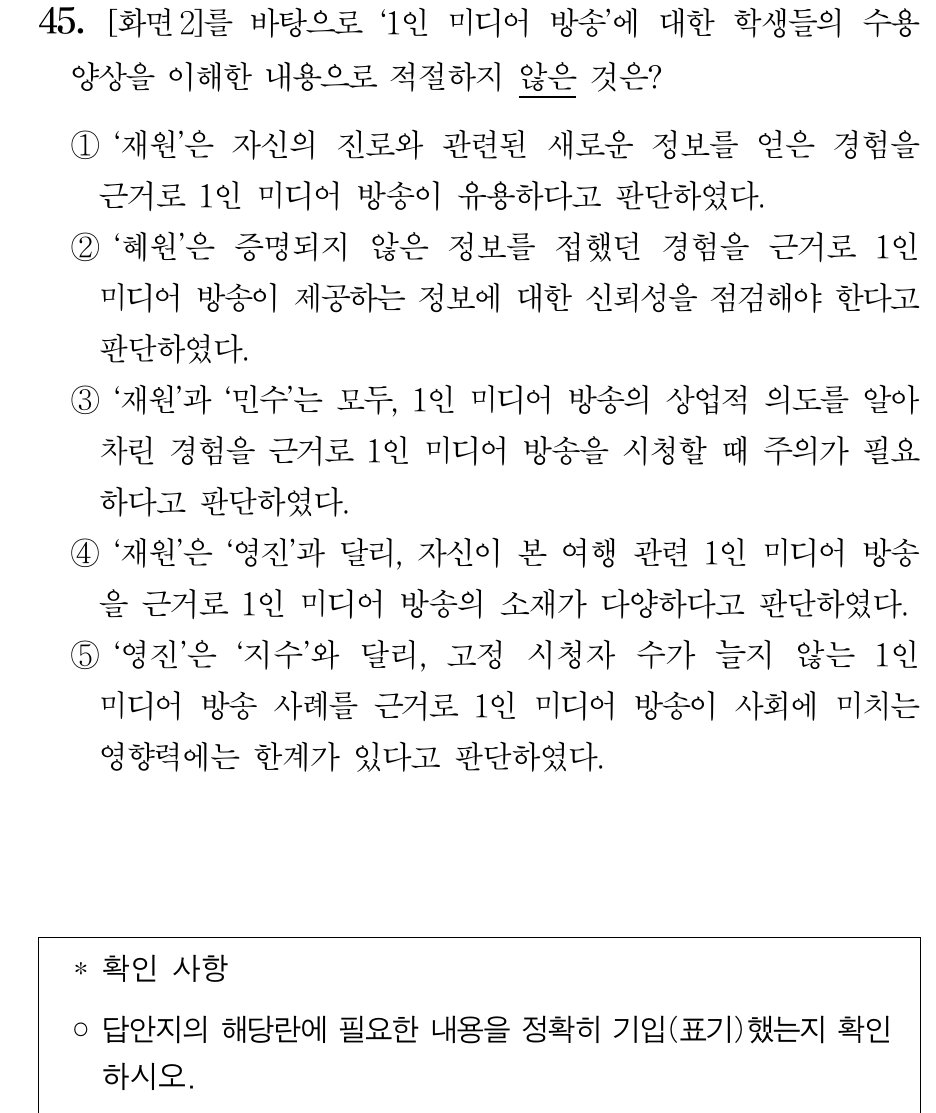 45. [화면 2]를 바탕으로 ‘1인 미디어 방송’에 대한 학생들의 수용
양상을 이해한 내용으로 적절하지 않은 것은?
① ‘재원’은 자신의 진로와 관련된 새로운 정보를 얻은 경험을
근거로 1인 미디어 방송이 유용하다고 판단하였다.
② ‘혜원’은 증명되지 않은 정보를 접했던 경험을 근거로 1인
미디어 방송이 제공하는 정보에 대한 신뢰성을 점검해야 한다고
판단하였다.
③ ‘재원’과 ‘민수’는 모두, 1인 미디어 방송의 상업적 의도를 알아
차린 경험을 근거로 1인 미디어 방송을 시청할 때 주의가 필요
하다고 판단하였다.
④ ‘재원’은 ‘영진’과 달리, 자신이 본 여행 관련 1인 미디어 방송
을 근거로 1인 미디어 방송의 소재가 다양하다고 판단하였다.
⑤ ‘영진’은 ‘지수’와 달리, 고정 시청자 수가 늘지 않는 1인
미디어 방송 사례를 근거로 1인 미디어 방송이 사회에 미치는
영향력에는 한계가 있다고 판단하였다.
* 확인 사항
○ 답안지의 해당란에 필요한 내용을 정확히 기입(표기)했는지 확인
하시오.